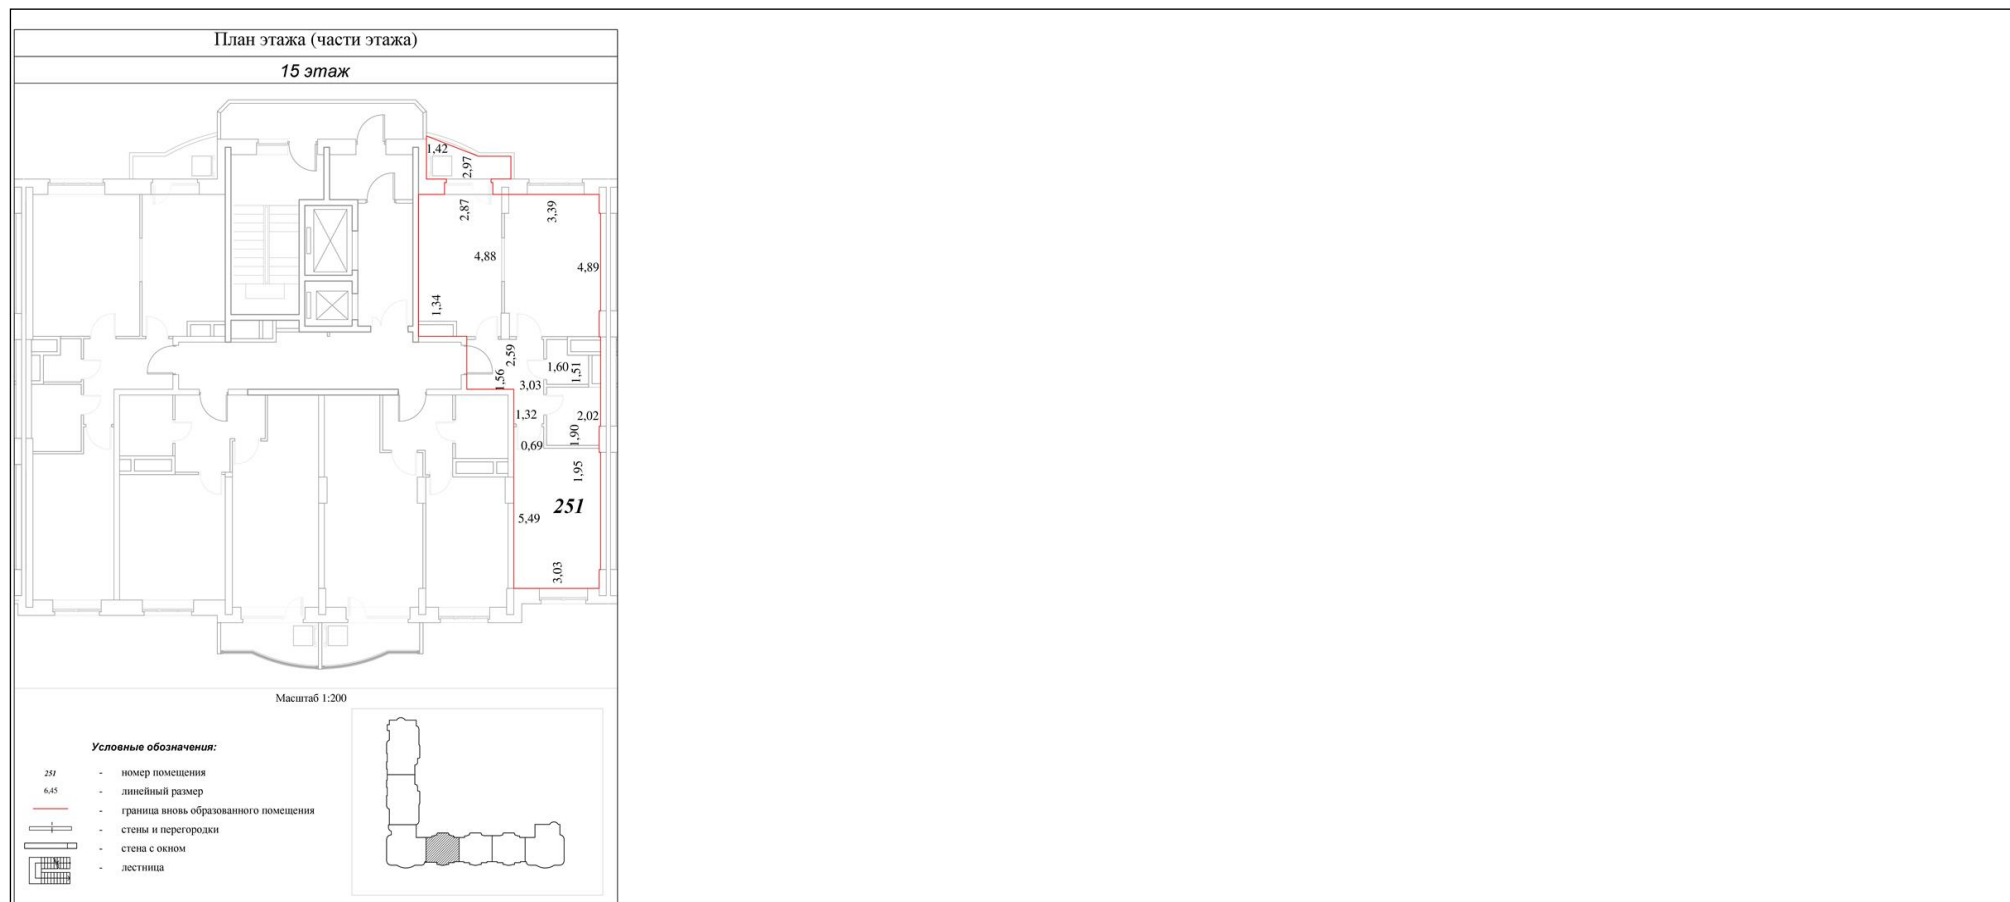 План этажа (части этажа)
15 этаж
1,42
2,97
2,87
3,39
4,88
4,89
1,34
2,59
1,60
1,51
1,56
3,03
1,32
2,02
1,90
0,69
1,95
251
5,49
3,03
Масштаб 1:200
Условные обозначения:
251 - номер помещения
6,45 - линейный размер
- граница вновь образованного помещения
- стены и перегородки
- стена с окном
- лестница